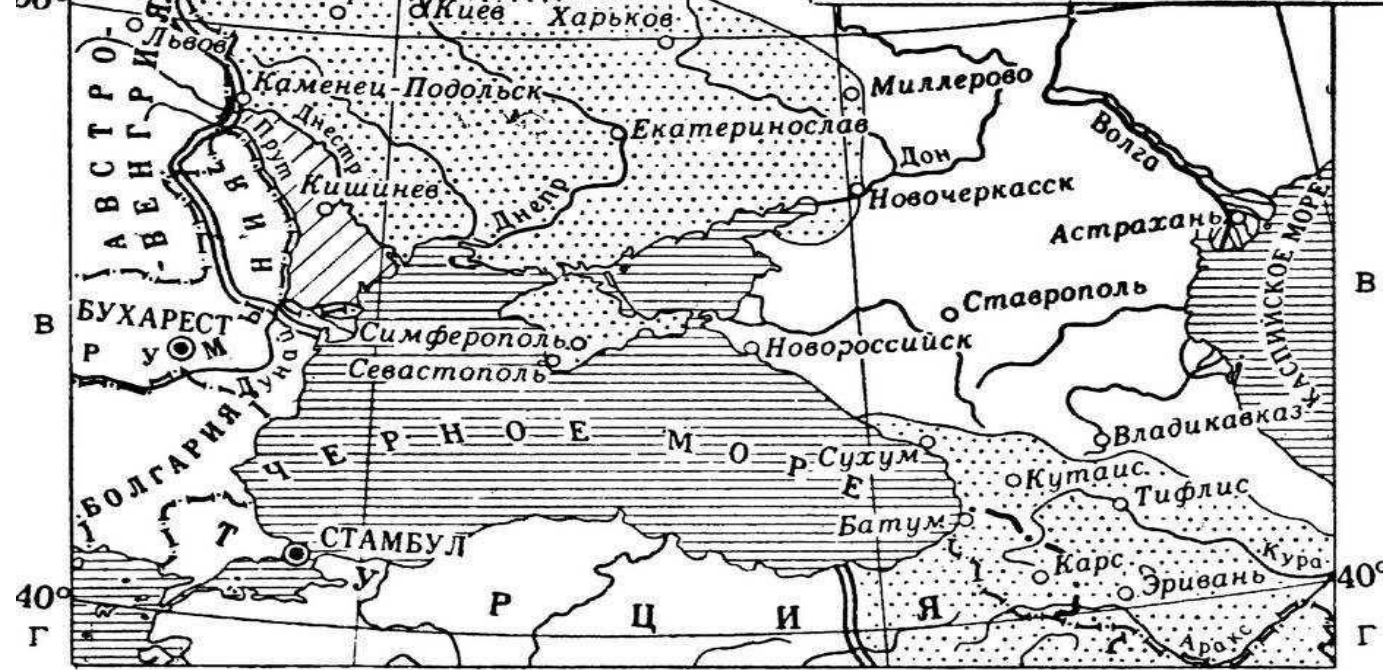 Киев
Харьков
Львов
АВСТРО-
-ВЕНГРИЯ
Каменец-Подольск
Миллерово
Днестр
Прут
Екатеринослав
Волга
Дон
Кишинев
Днепр
Новочеркасск
Астрахань
КАСПИЙСКОЕ МОРЕ
В
В
БУХАРЕСТ
РУМЫНИЯ
Ставрополь
Симферополь
Новороссийск
Севастополь
Дунай
БОЛГАРИЯ
ЧЕРНОЕ МОРЕ
Владикавказ
Сухум
Кутаис
Тифлис
Батум
СТАМБУЛ
ТУРЦИЯ
Карс
Эривань
Кура
40°
40°
Аракс
Г
Г